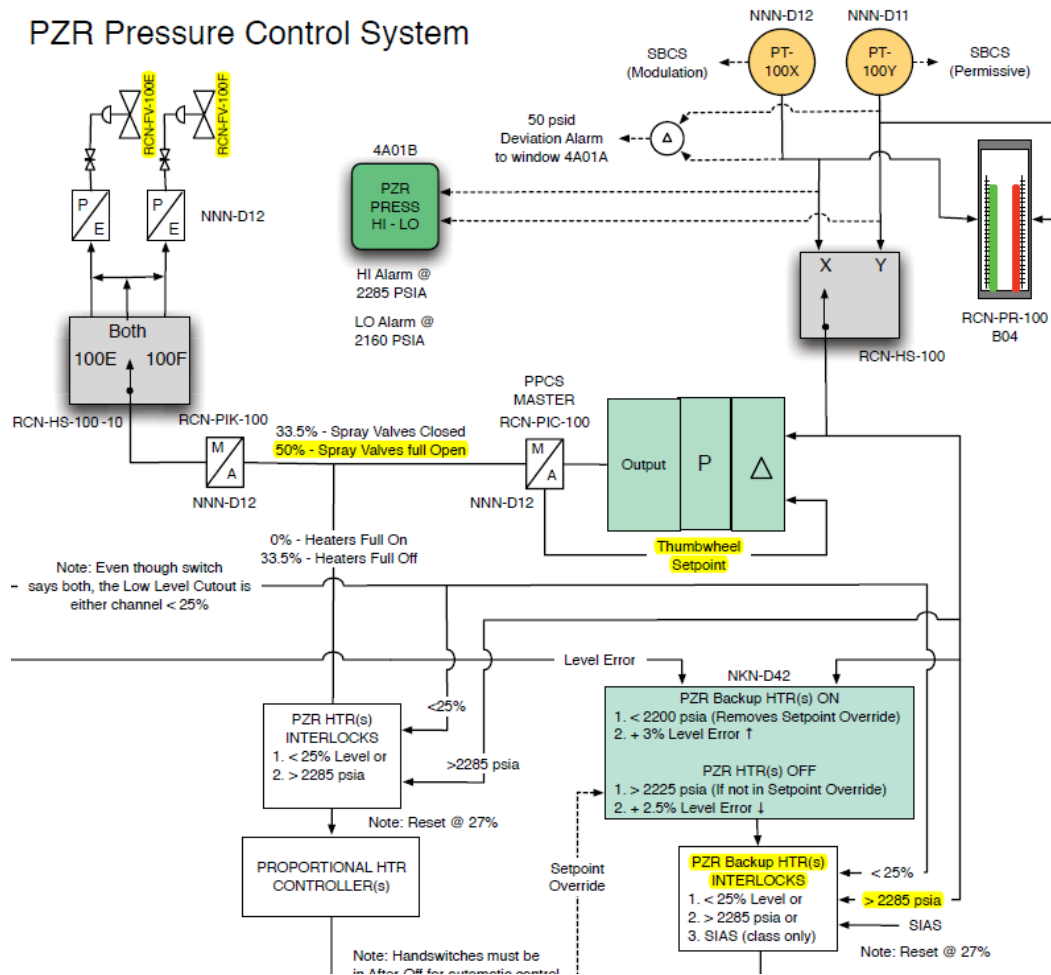 PZR Pressure Control System
NNN-D12
NNN-D11
PT-
100X
PT-
100Y
SBCS
(Modulation)
SBCS
(Permissive)
RCN-FV-100E
RCN-FV-100F
50 psid
Deviation Alarm
to window 4A01A
Δ
4A01B
PZR
PRESS
HI - LO
P
E
P
E
NNN-D12
HI Alarm @
2285 PSIA
LO Alarm @
2160 PSIA
X
Y
RCN-HS-100
RCN-PR-100
B04
Both
100E
100F
RCN-HS-100 -10
RCN-PIK-100
M
A
NNN-D12
33.5% - Spray Valves Closed
50% - Spray Valves full Open
PPCS
MASTER
RCN-PIC-100
M
A
NNN-D12
Output
P
Δ
Thumbwheel
Setpoint
0% - Heaters Full On
33.5% - Heaters Full Off
Note: Even though switch
says both, the Low Level Cutout is
either channel < 25%
Level Error
NKN-D42
<25%
>2285 psia
PZR HTR(s)
INTERLOCKS
1. < 25% Level or
2. > 2285 psia
Note: Reset @ 27%
PZR Backup HTR(s) ON
1. < 2200 psia (Removes Setpoint Override)
2. + 3% Level Error ↑
PZR HTR(s) OFF
1. > 2225 psia (If not in Setpoint Override)
2. + 2.5% Level Error ↓
PROPORTIONAL HTR
CONTROLLER(s)
Setpoint
Override
PZR Backup HTR(s)
INTERLOCKS
1. < 25% Level or
2. > 2285 psia or
3. SIAS (class only)
< 25%
> 2285 psia
SIAS
Note: Reset @ 27%
Note: Handswitches must be
in After-Off for automatic control